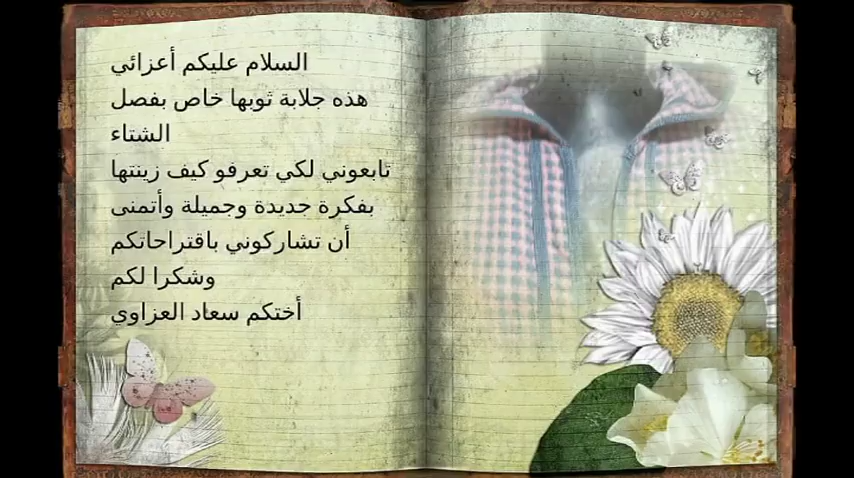 السلام عليكم أعزائي
هذه جلابة ثوبها خاص بفصل
الشتاء
تابعوني لكي تعرفو كيف زينتها
بفكرة جديدة وجميلة وأتمنى
أن تشاركوني باقتراحاتكم
وشكرا لكم
أختكم سعاد العزاوي